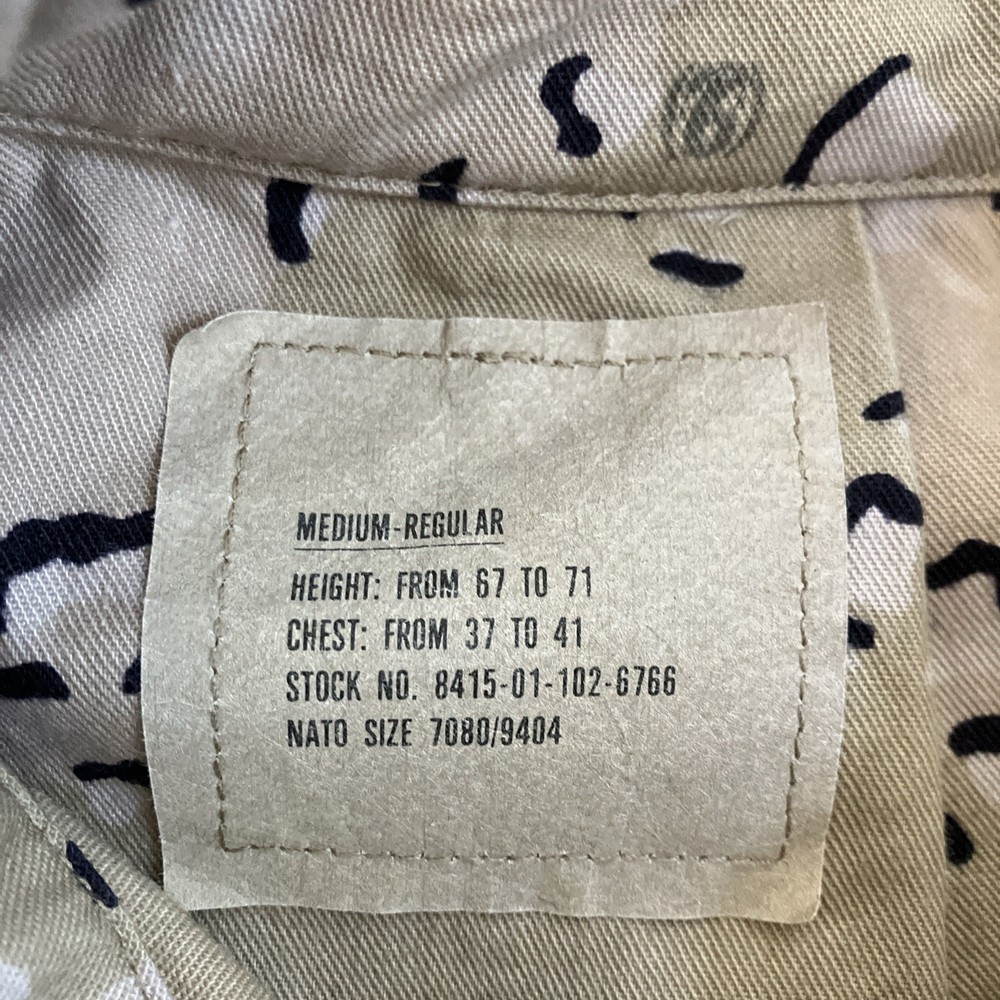 6
MEDIUM-REGULAR
HEIGHT: FROM 67 TO 71
CHEST: FROM 37 TO 41
STOCK NO. 8415-01-102-6766
NATO SIZE 7080/9404